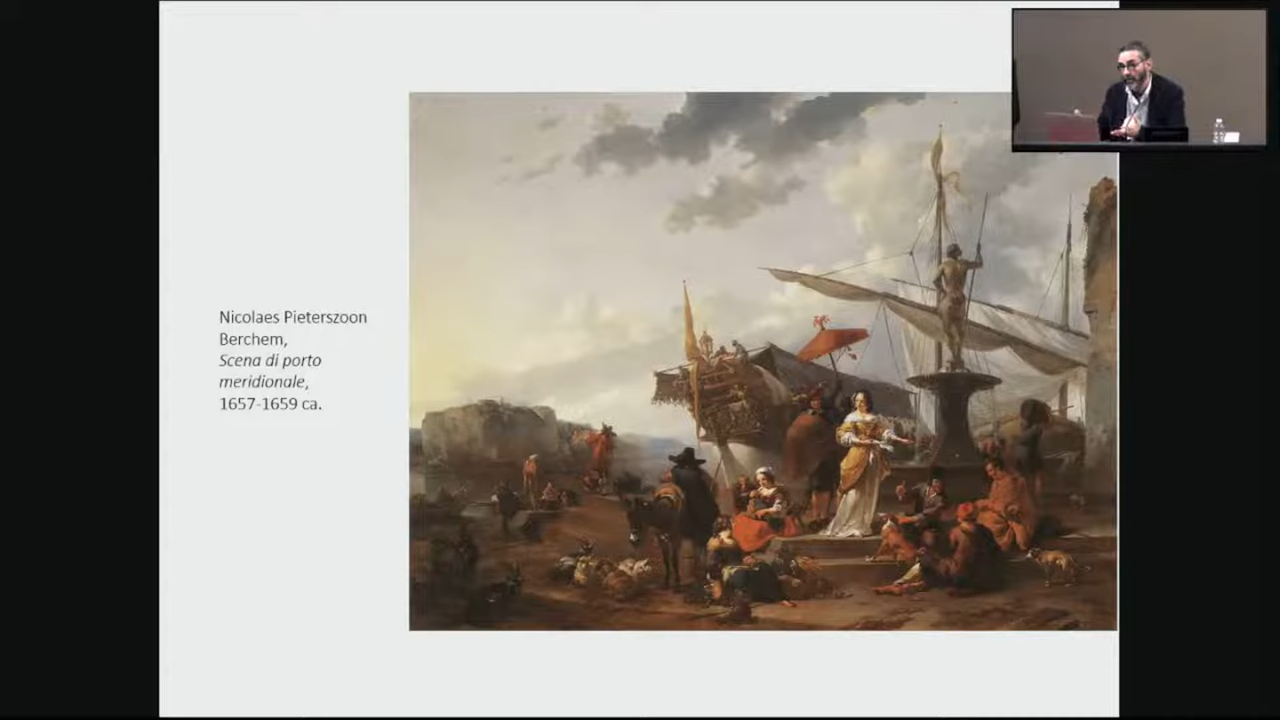 Nicolaes Pieterszoon
Berchem,
Scena di porto
meridionale,
1657-1659 ca.